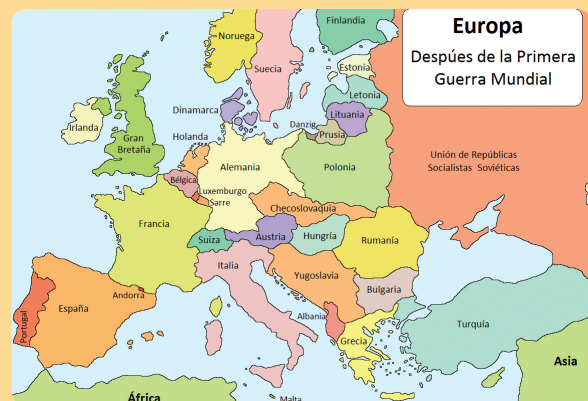 Europa
Despúes de la Primera
Guerra Mundial
Finlandia
Noruega
Suecia
Estonia
Letonia
Dinamarca
Lituania
Danzig
Prusia
Irlanda
Gran
Bretaña
Holanda
Unión de Repúblicas
Socialistas Soviéticas
Alemania
Polonia
Bélgica
Luxemburgo
Sarre
Checoslovaquia
Francia
Suiza
Austria
Hungría
Rumanía
Italia
Yugoslavia
Bulgaria
Andorra
España
Portugal
Albania
Turquía
Grecia
Asia
África
Malta